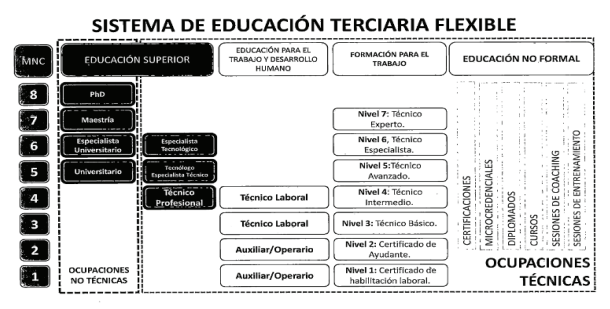 SISTEMA DE EDUCACIÓN TERCIARIA FLEXIBLE
MNC
EDUCACIÓN SUPERIOR
EDUCACIÓN PARA EL
TRABAJO Y DESARROLLO
HUMANO
FORMACIÓN PARA EL
TRABAJO
EDUCACIÓN NO FORMAL
8
PhD
7
Maestría
Nivel 7: Técnico
Experto.
6
Especialista
Universitario
Especialista
Tecnológico
Nivel 6, Técnico
Especialista.
5
Universitario
Tecnólogo
Especialista Técnico
Nivel 5:Técnico
Avanzado.
4
Técnico
Profesional
Técnico Laboral
Nivel 4: Técnico
Intermedio.
3
Técnico Laboral
Nivel 3: Técnico Básico.
2
Auxiliar/Operario
Nivel 2: Certificado de
Ayudante.
1
Auxiliar/Operario
Nivel 1: Certificado de
habilitación laboral.
CERTIFICACIONES
MICROCREDENCIALES
DIPLOMADOS
CURSOS
SESIONES DE COACHING
SESIONES DE ENTRENAMIENTO
OCUPACIONES
NO TÉCNICAS
OCUPACIONES
TÉCNICAS